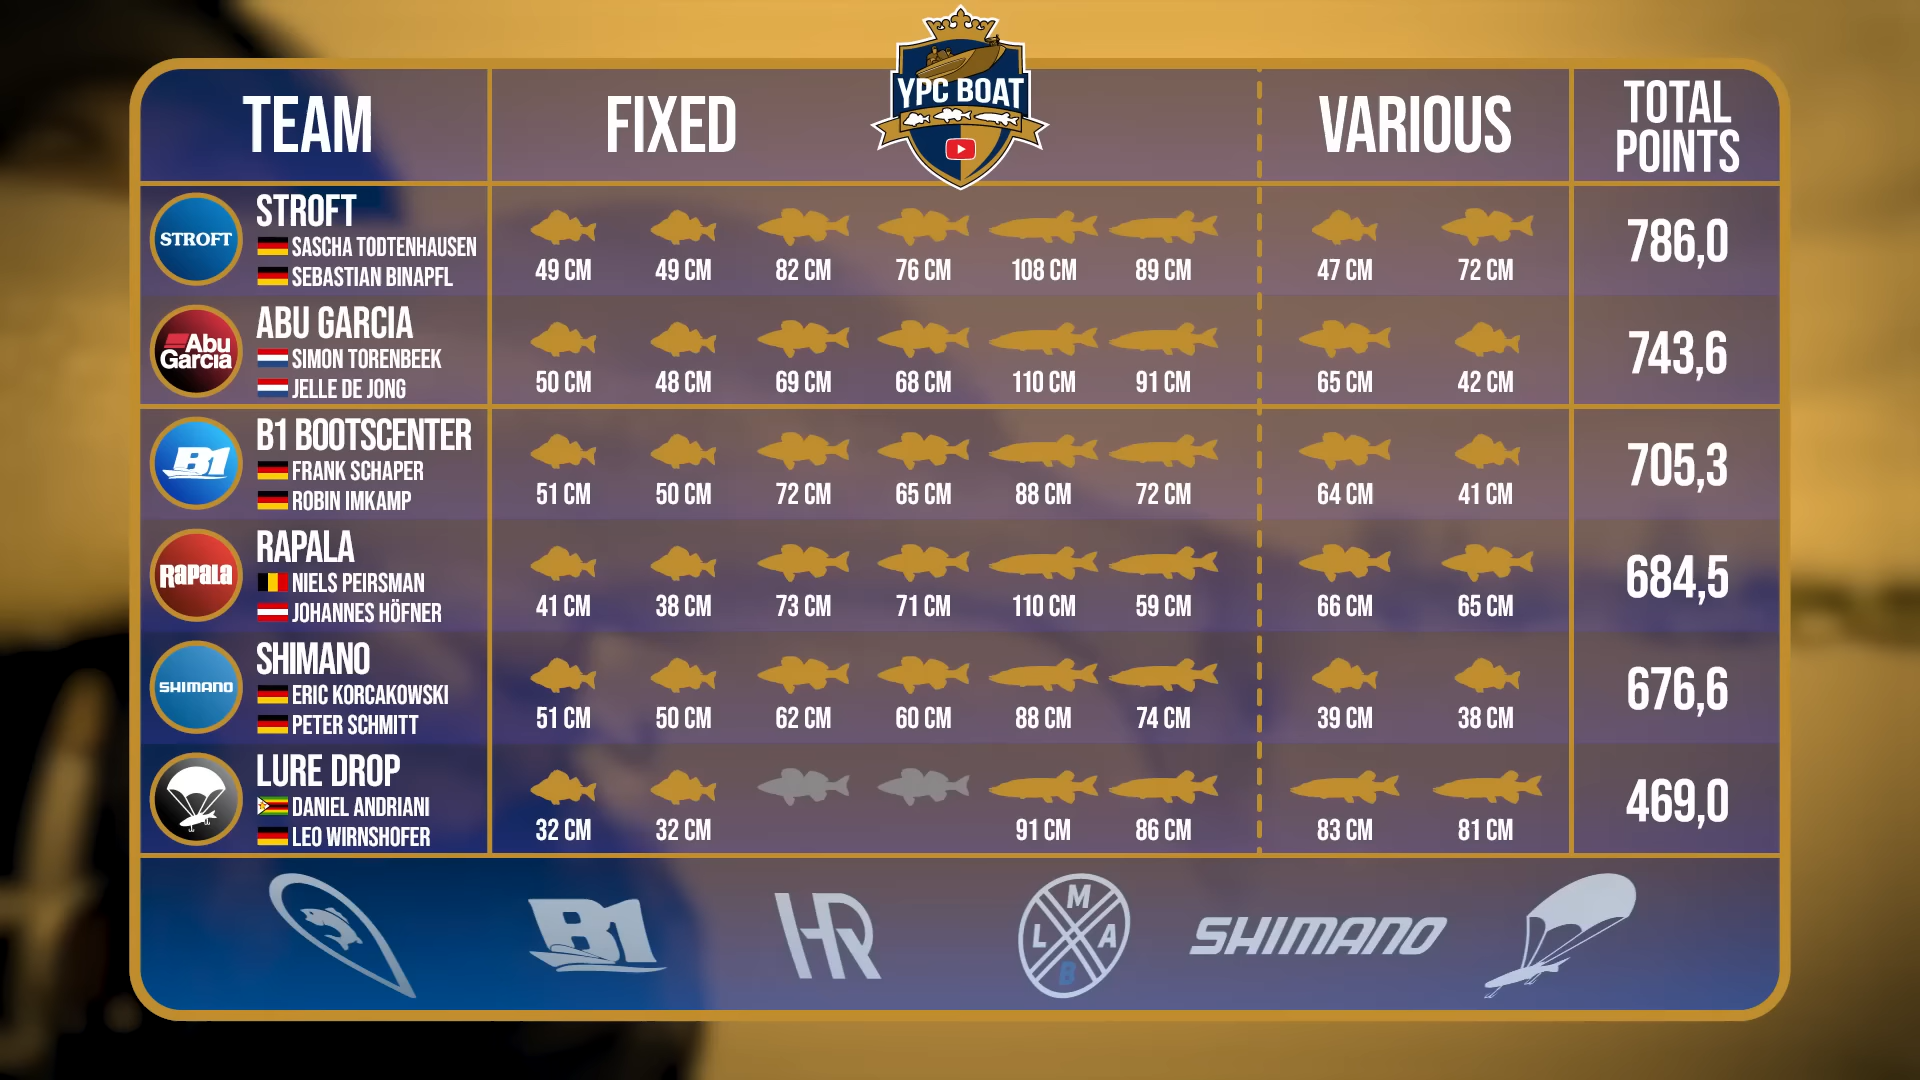 YPC BOAT
TEAM FIXED VARIOUS TOTAL POINTS
STROFT
STROFT
SASCHA TODTENHAUSEN
SEBASTIAN BINAPFL
49 CM 49 CM 82 CM 76 CM 108 CM 89 CM 47 CM 72 CM
786,0
Abu Garcia
ABU GARCIA
SIMON TORENBEEK
JELLE DE JONG
50 CM 48 CM 69 CM 68 CM 110 CM 91 CM 65 CM 42 CM
743,6
B1
B1 BOOTSCENTER
FRANK SCHAPER
ROBIN IMKAMP
51 CM 50 CM 72 CM 65 CM 88 CM 72 CM 64 CM 41 CM
705,3
Rapala
RAPALA
NIELS PEIRSMAN
JOHANNES HÖFNER
41 CM 38 CM 73 CM 71 CM 110 CM 59 CM 66 CM 65 CM
684,5
SHIMANO
SHIMANO
ERIC KORCAKOWSKI
PETER SCHMITT
51 CM 50 CM 62 CM 60 CM 88 CM 74 CM 39 CM 38 CM
676,6
LURE DROP
DANIEL ANDRIANI
LEO WIRNSHOFER
32 CM 32 CM 91 CM 86 CM 83 CM 81 CM
469,0
B1 HR M L A B SHIMANO